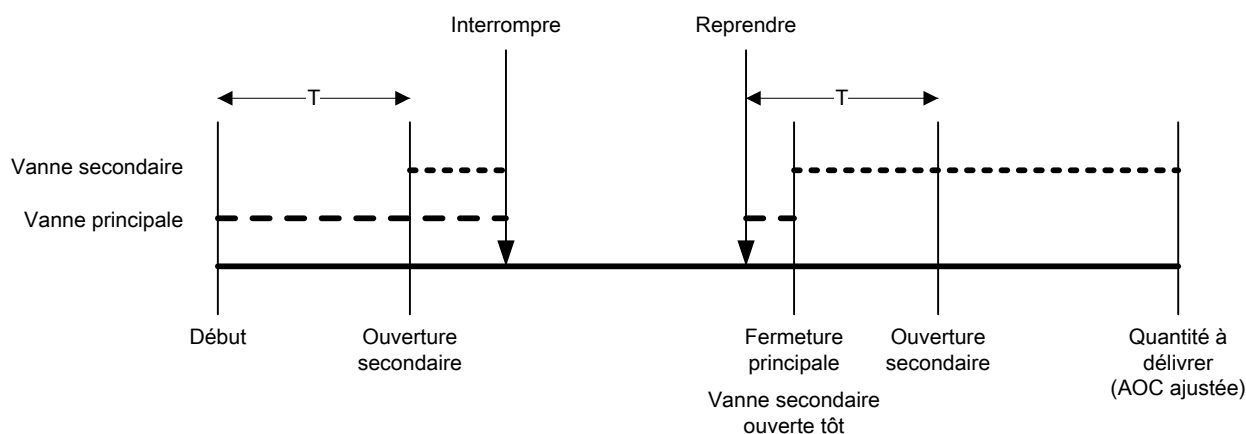 Interrompre
Reprendre
T
T
Vanne secondaire
Vanne principale
Début
Ouverture
secondaire
Fermeture
principale
Vanne secondaire
ouverte tôt
Ouverture
secondaire
Quantité à
délivrer
(AOC ajustée)